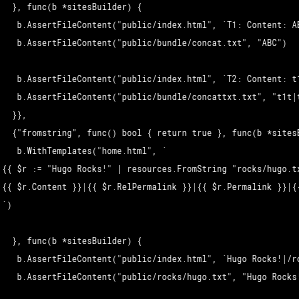 }, func(b *sitesBuilder) {
b.AssertFileContent("public/index.html", `T1: Content: AB
b.AssertFileContent("public/bundle/concat.txt", "ABC")
b.AssertFileContent("public/index.html", `T2: Content: t1
b.AssertFileContent("public/bundle/concattxt.txt", "t1t|t
}},
{"fromstring", func() bool { return true }, func(b *sitesB
b.WithTemplates("home.html", `
{{ $r := "Hugo Rocks!" | resources.FromString "rocks/hugo.tx
{{ $r.Content }}|{{ $r.RelPermalink }}|{{ $r.Permalink }}|{
`)
}, func(b *sitesBuilder) {
b.AssertFileContent("public/index.html", `Hugo Rocks!|/ro
b.AssertFileContent("public/rocks/hugo.txt", "Hugo Rocks